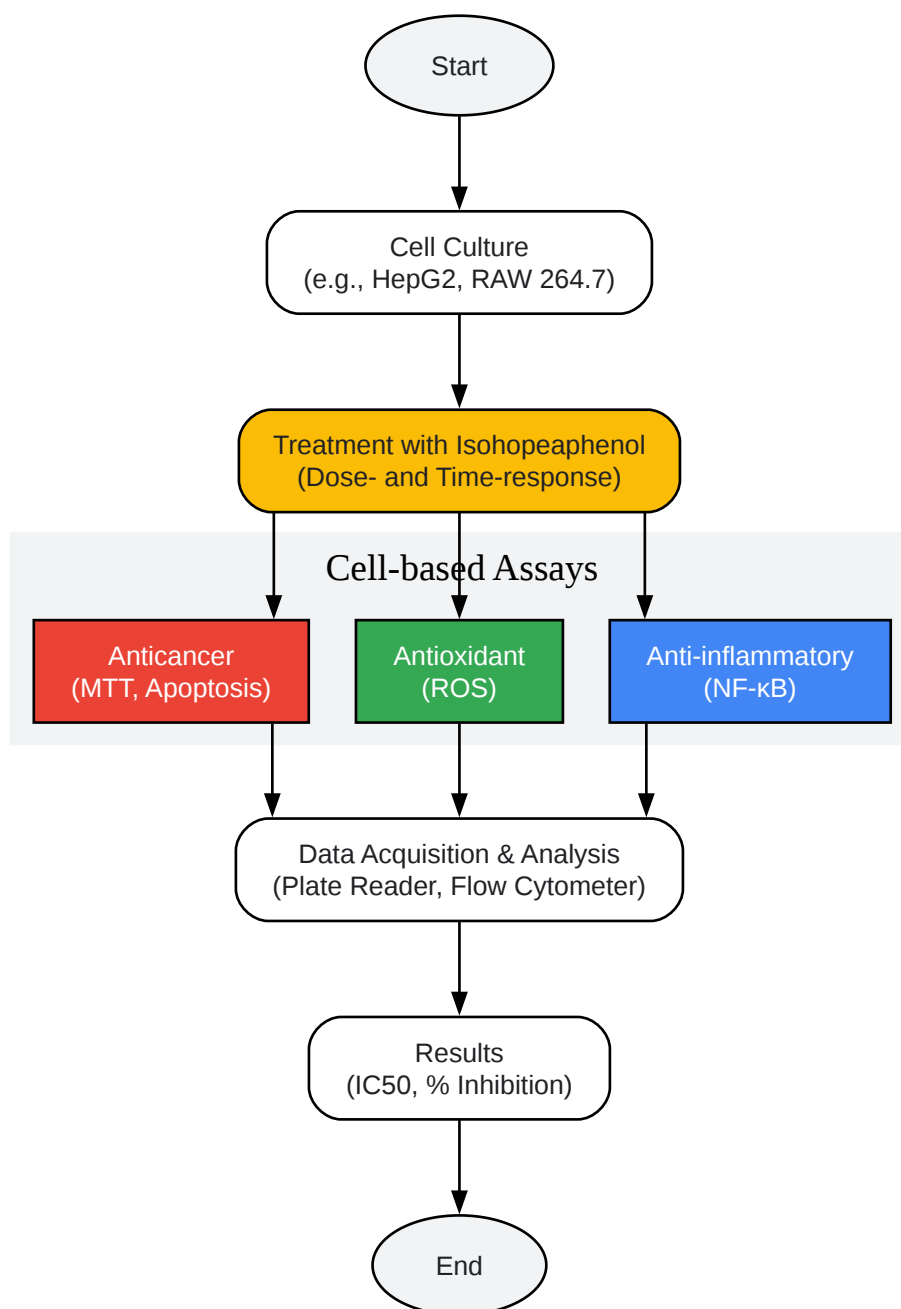 Start
Cell Culture
(e.g., HepG2, RAW 264.7)
Treatment with Isohopeaphenol
(Dose- and Time-response)
Cell-based Assays
Anticancer
(MTT, Apoptosis)
Antioxidant
(ROS)
Anti-inflammatory
(NF-κB)
Data Acquisition & Analysis
(Plate Reader, Flow Cytometer)
Results
(IC50, % Inhibition)
End